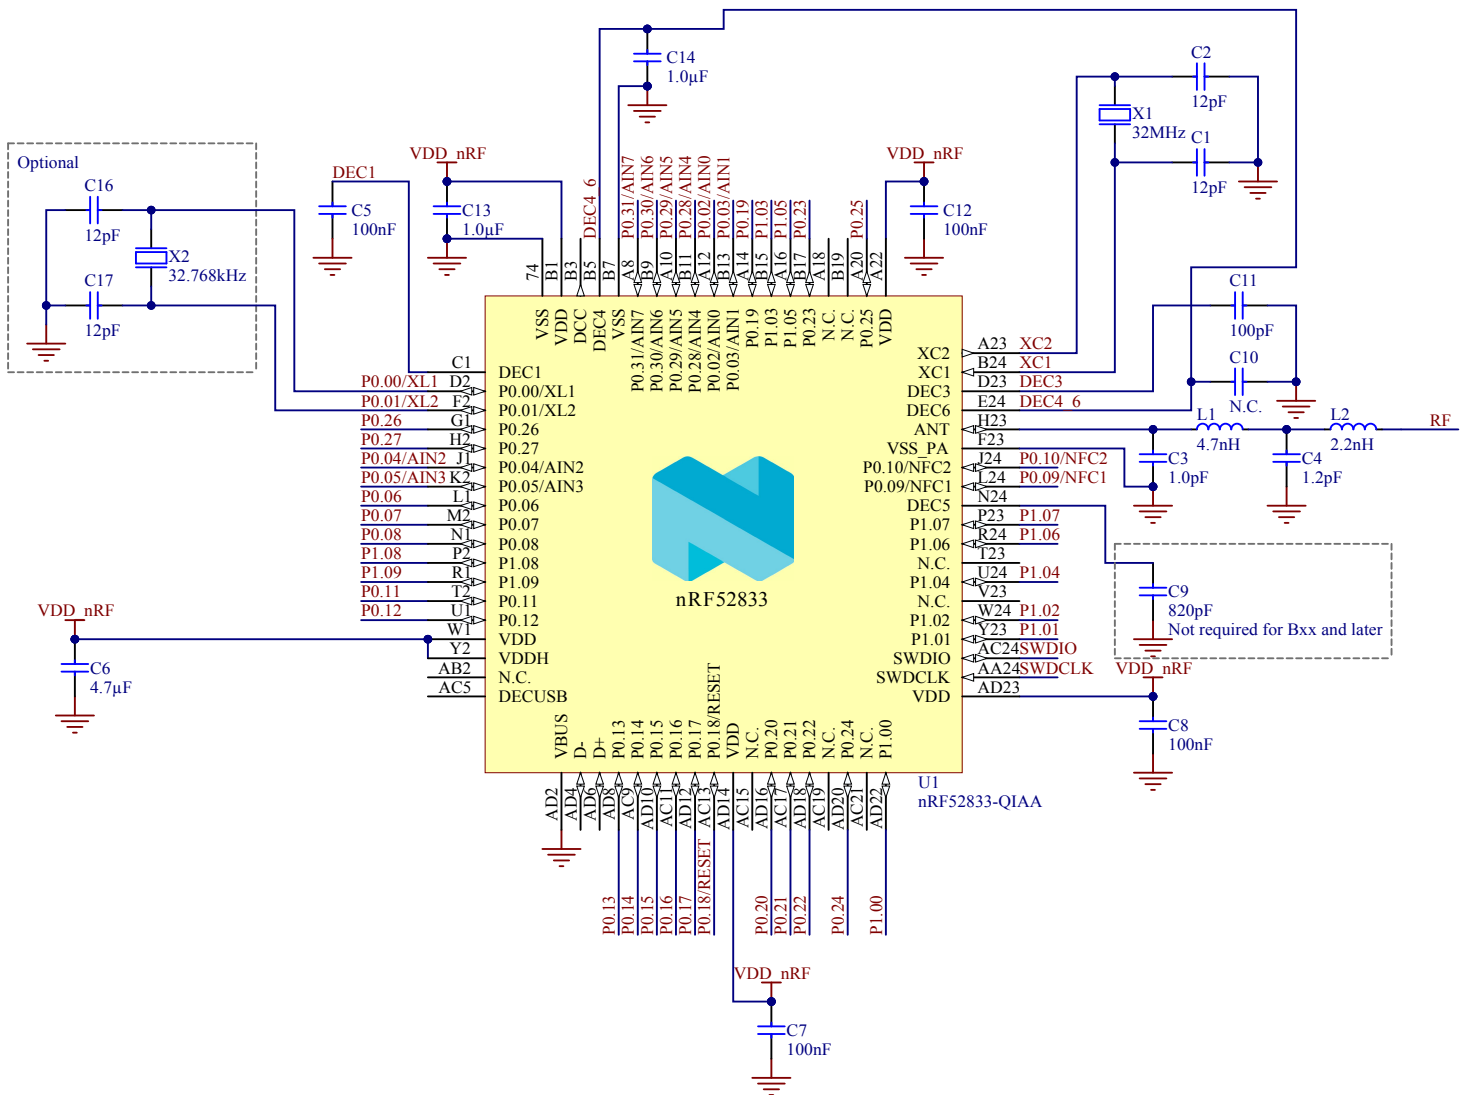 C14
1.0µF
C2
12pF
X1
32MHz
C1
12pF
Optional
C16
12pF
X2
32.768kHz
C17
12pF
DEC1
C5
100nF
VDD_nRF
C13
1.0µF
DEC4_6
P0.31/AIN7
P0.30/AIN6
P0.29/AIN5
P0.28/AIN4
P0.02/AIN0
P0.03/AIN1
P0.19
P1.03
P1.05
P0.23
P0.25
VDD_nRF
C12
100nF
74
B1
B3
B5
B7
A8
B9
A10
B11
A12
B13
A14
B15
A16
B17
A18
B19
A20
A22
VSS
VDD
DCC
DEC4
VSS
P0.31/AIN7
P0.30/AIN6
P0.29/AIN5
P0.28/AIN4
P0.02/AIN0
P0.03/AIN1
P0.19
P1.03
P1.05
P0.23
N.C.
N.C.
P0.25
VDD
C11
100pF
C10
N.C.
C1 DEC1
P0.00/XL1 D2 P0.00/XL1
P0.01/XL2 F2 P0.01/XL2
P0.26 G1 P0.26
P0.27 H2 P0.27
P0.04/AIN2 J1 P0.04/AIN2
P0.05/AIN3 K2 P0.05/AIN3
P0.06 L1 P0.06
P0.07 M2 P0.07
P0.08 N1 P0.08
P1.08 P2 P1.08
P1.09 R1 P1.09
P0.11 T2 P0.11
P0.12 U1 P0.12
W1 VDD
Y2 VDDH
AB2 N.C.
AC5 DECUSB
VDD_nRF
C6
4.7µF
nRF52833
XC2 A23 XC2
XC1 B24 XC1
DEC3 D23 DEC3
DEC6 E24 DEC4_6
ANT H23
VSS_PA F23
P0.10/NFC2 J24 P0.10/NFC2
P0.09/NFC1 L24 P0.09/NFC1
DEC5 N24
P1.07 P23 P1.07
P1.06 R24 P1.06
N.C. T23
P1.04 U24 P1.04
N.C. V23
P1.02 W24 P1.02
P1.01 Y23 P1.01
SWDIO AC24 SWDIO
SWDCLK AA24 SWDCLK
VDD AD23
L1
4.7nH
L2
2.2nH
RF
C3
1.0pF
C4
1.2pF
C9
820pF
Not required for Bxx and later
VDD_nRF
C8
100nF
VBUS
D-
D+
P0.13
P0.14
P0.15
P0.16
P0.17
P0.18/RESET
VDD
N.C.
P0.20
P0.21
P0.22
N.C.
P0.24
N.C.
P1.00
U1
nRF52833-QIAA
AD2
AD4
AD6
AD8
AC9
AD10
AC11
AD12
AC13
AD14
AC15
AD16
AC17
AD18
AC19
AD20
AC21
AD22
P0.13
P0.14
P0.15
P0.16
P0.17
P0.18/RESET
P0.20
P0.21
P0.22
P0.24
P1.00
VDD_nRF
C7
100nF